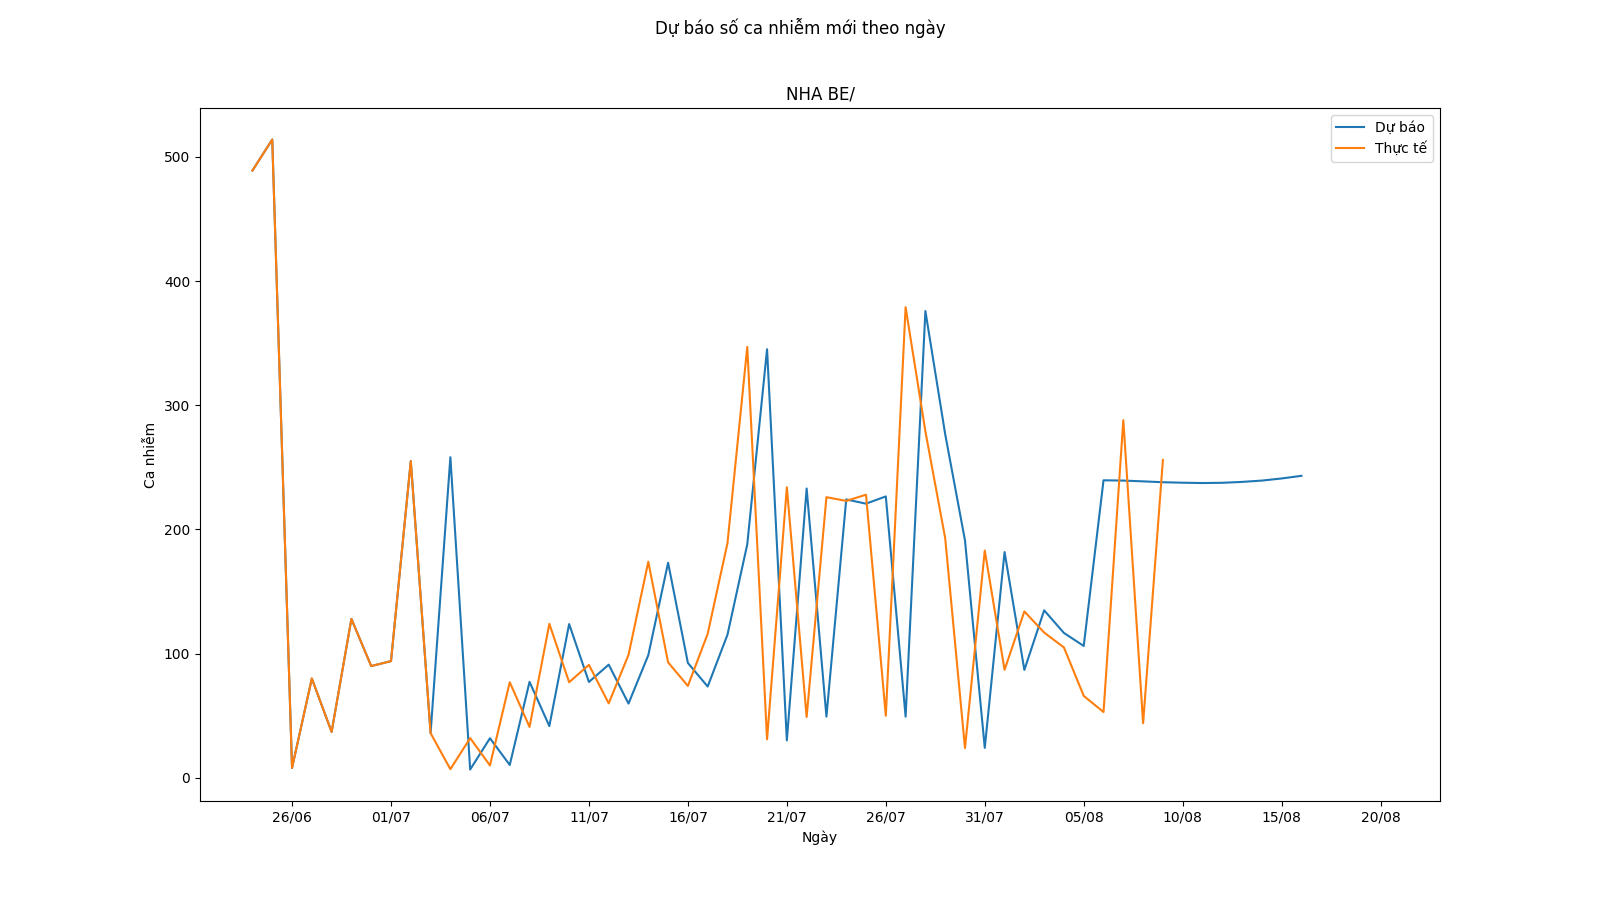 Dự báo số ca nhiễm mới theo ngày
NHA BE/
Dự báo
Thực tế
500
400
300
200
100
0
Ca nhiễm
26/06 01/07 06/07 11/07 16/07 21/07 26/07 31/07 05/08 10/08 15/08 20/08
Ngày